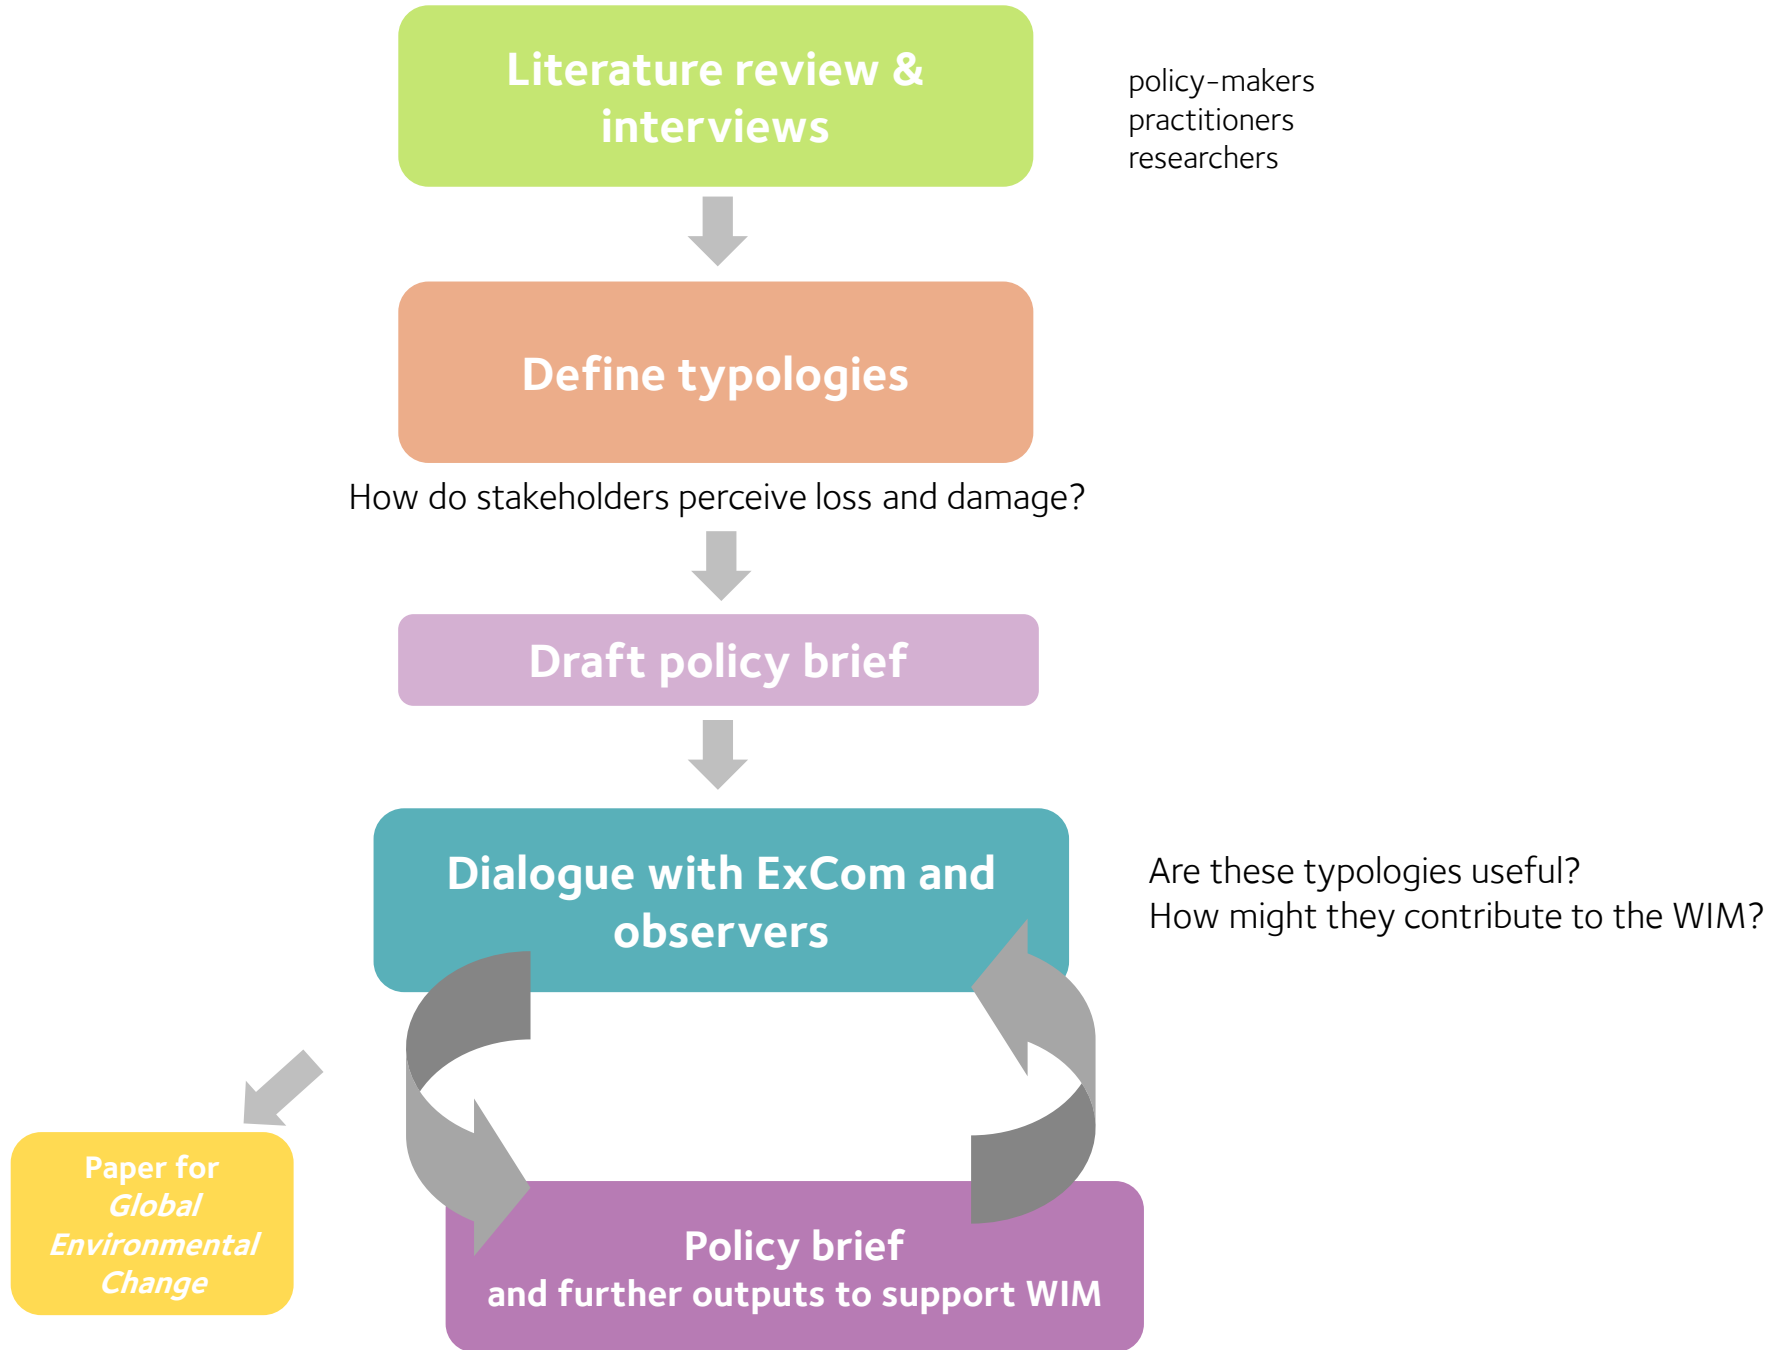 Literature review &
interviews
policy-makers
practitioners
researchers
Define typologies
How do stakeholders perceive loss and damage?
Draft policy brief
Dialogue with ExCom and
observers
Are these typologies useful?
How might they contribute to the WIM?
Paper for
Global
Environmental
Change
Policy brief
and further outputs to support WIM